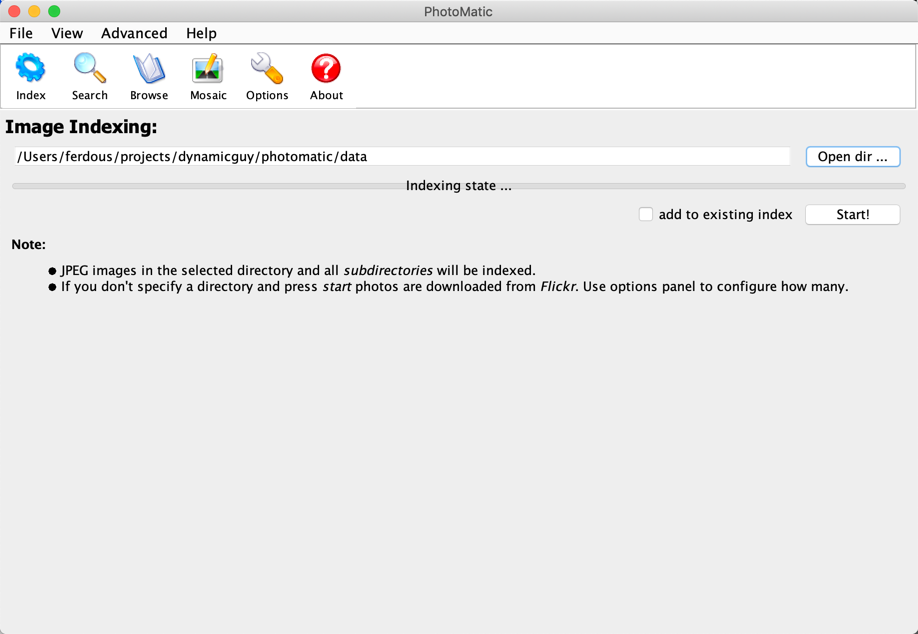 PhotoMatic
File View Advanced Help
Index Search Browse Mosaic Options About
Image Indexing:
/Users/ferdous/projects/dynamicguy/photomatic/data Open dir ...
Indexing state ...
add to existing index Start!
Note:
● JPEG images in the selected directory and all subdirectories will be indexed.
● If you don't specify a directory and press start photos are downloaded from Flickr. Use options panel to configure how many.